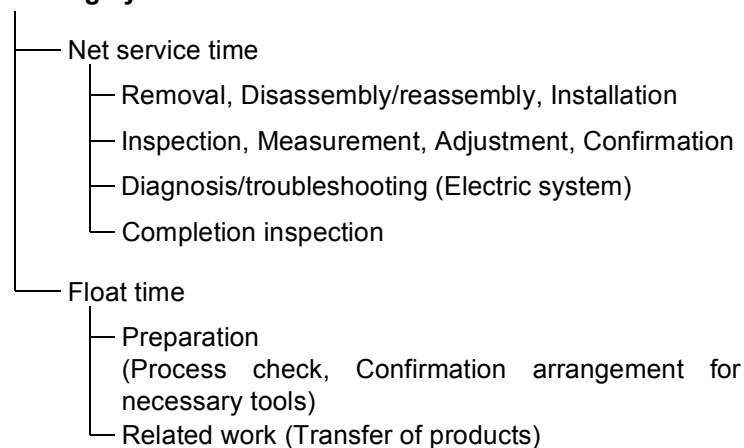 Net service time
Removal, Disassembly/reassembly, Installation
Inspection, Measurement, Adjustment, Confirmation
Diagnosis/troubleshooting (Electric system)
Completion inspection
Float time
Preparation
(Process check, Confirmation arrangement for
necessary tools)
Related work (Transfer of products)